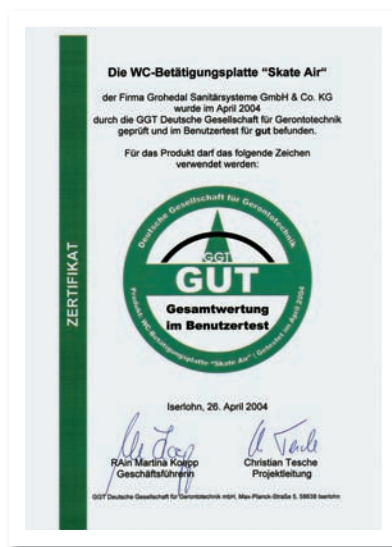 Die WC-Betätigungsplatte "Skate Air"
der Firma Grohedal Sanitärsysteme GmbH & Co. KG
wurde im April 2004
durch die GGT Deutsche Gesellschaft für Gerontotechnik
geprüft und im Benutzertest für gut befunden.
Für das Produkt darf das folgende Zeichen
verwendet werden:
ZERTIFIKAT
Deutsche Gesellschaft für Gerontotechnik
GGT
GUT
Gesamtwertung
im Benutzertest
Produkt: WC-Betätigungsplatte "Skate Air" | Getestet im April 2004
Iserlohn, 26. April 2004
RAin Martina Koepp
Geschäftsführerin
Christian Tesche
Projektleitung
GGT Deutsche Gesellschaft für Gerontotechnik mbH, Max-Planck-Straße 5, 58638 Iserlohn